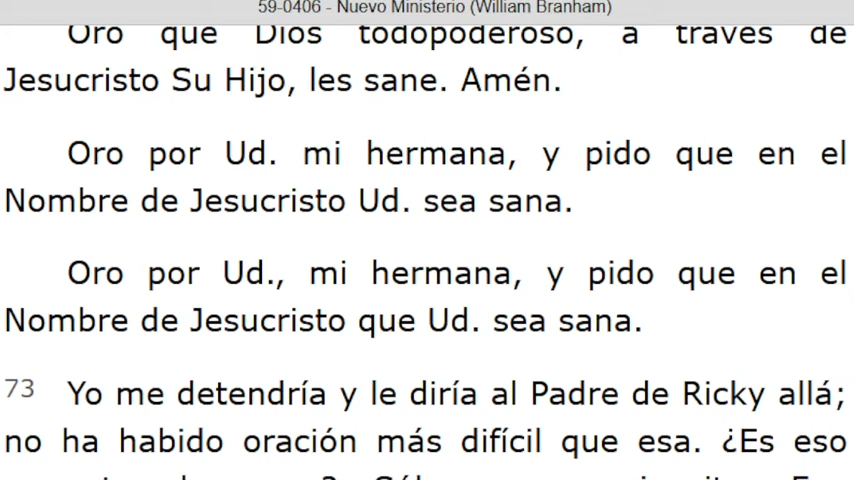 59-0406 - Nuevo Ministerio (William Branham)
Oro que Dios todopoderoso, a través de
Jesucristo Su Hijo, les sane. Amén.
Oro por Ud. mi hermana, y pido que en el
Nombre de Jesucristo Ud. sea sana.
Oro por Ud., mi hermana, y pido que en el
Nombre de Jesucristo que Ud. sea sana.
73 Yo me detendría y le diría al Padre de Ricky allá;
no ha habido oración más difícil que esa. ¿Es eso